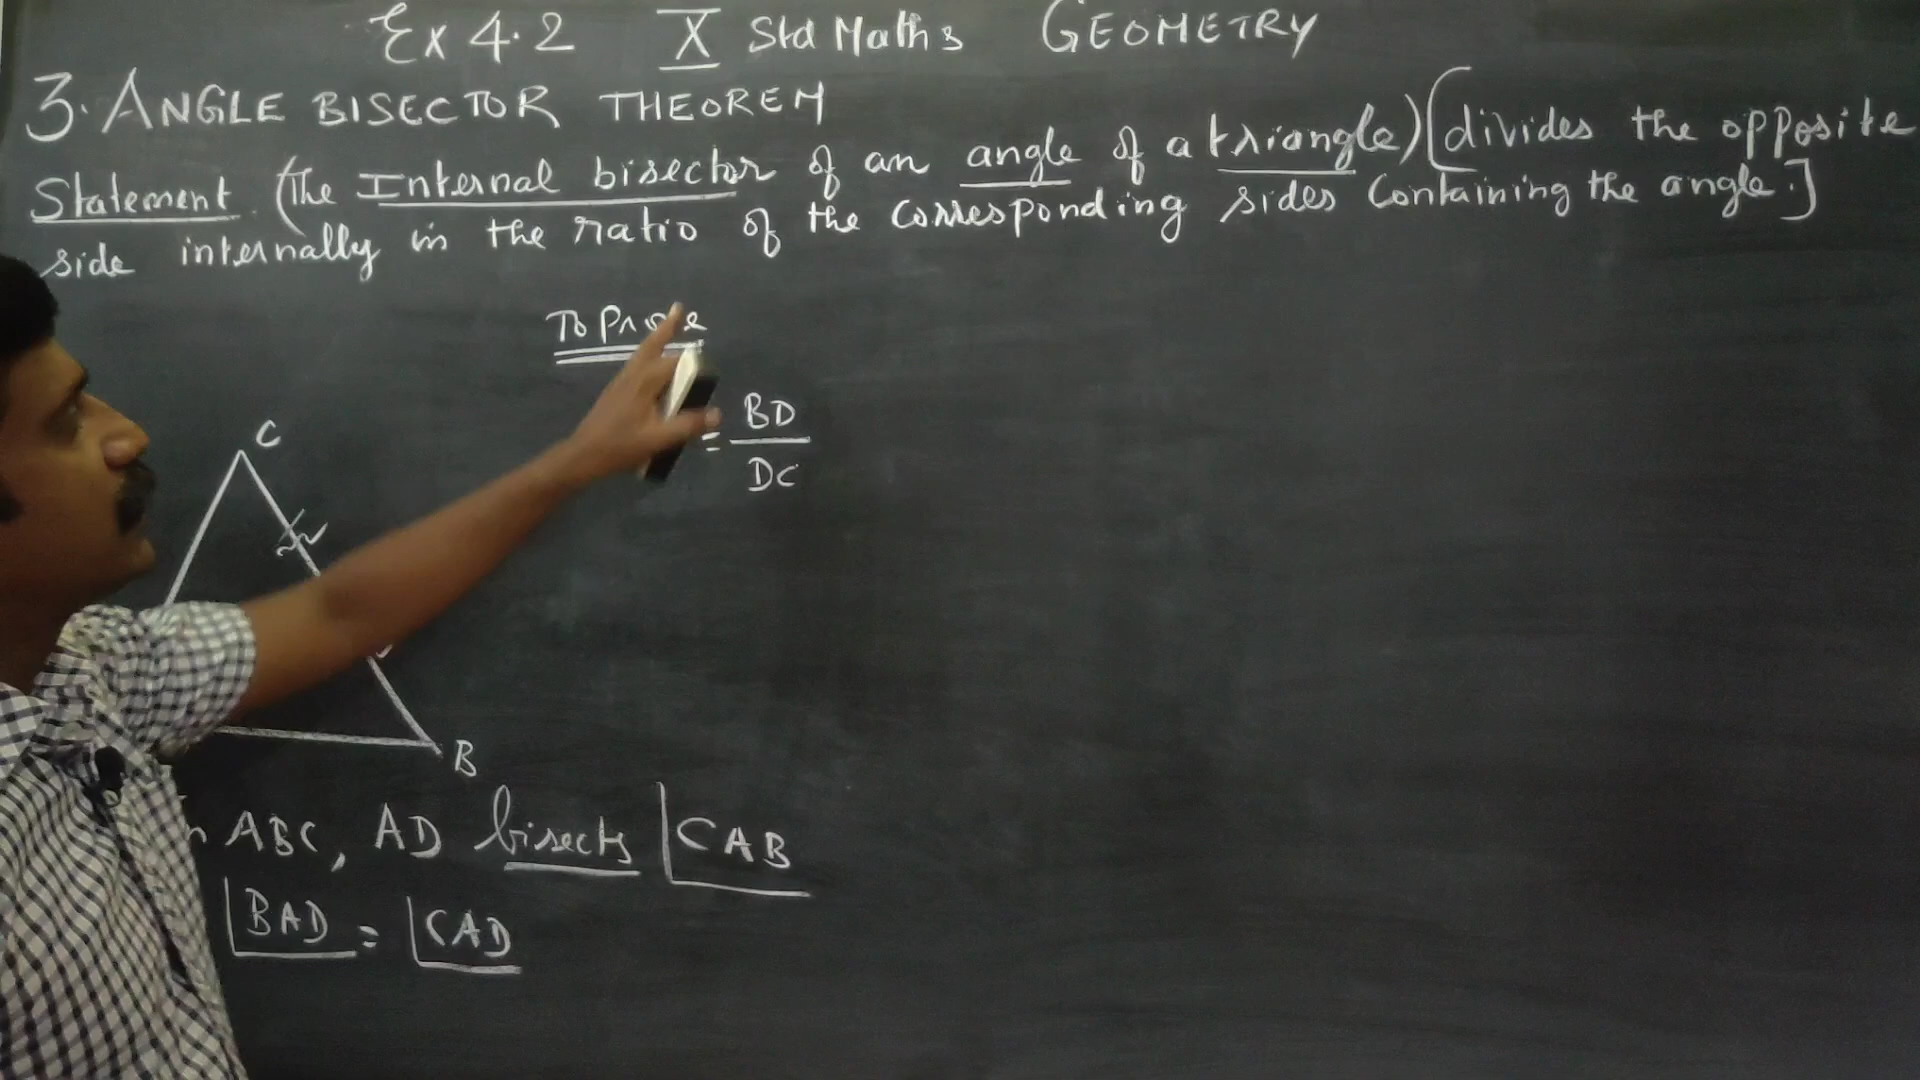 Ex 4.2 X Std Maths GEOMETRY
3. ANGLE BISECTOR THEOREM
Statement. (The Internal bisector of an angle of a triangle) [divides the opposite
side internally in the ratio of the corresponding sides containing the angle.]
To Prove
= BD
DC
C
B
ABC, AD bisects ∠CAB
∠BAD = ∠CAD